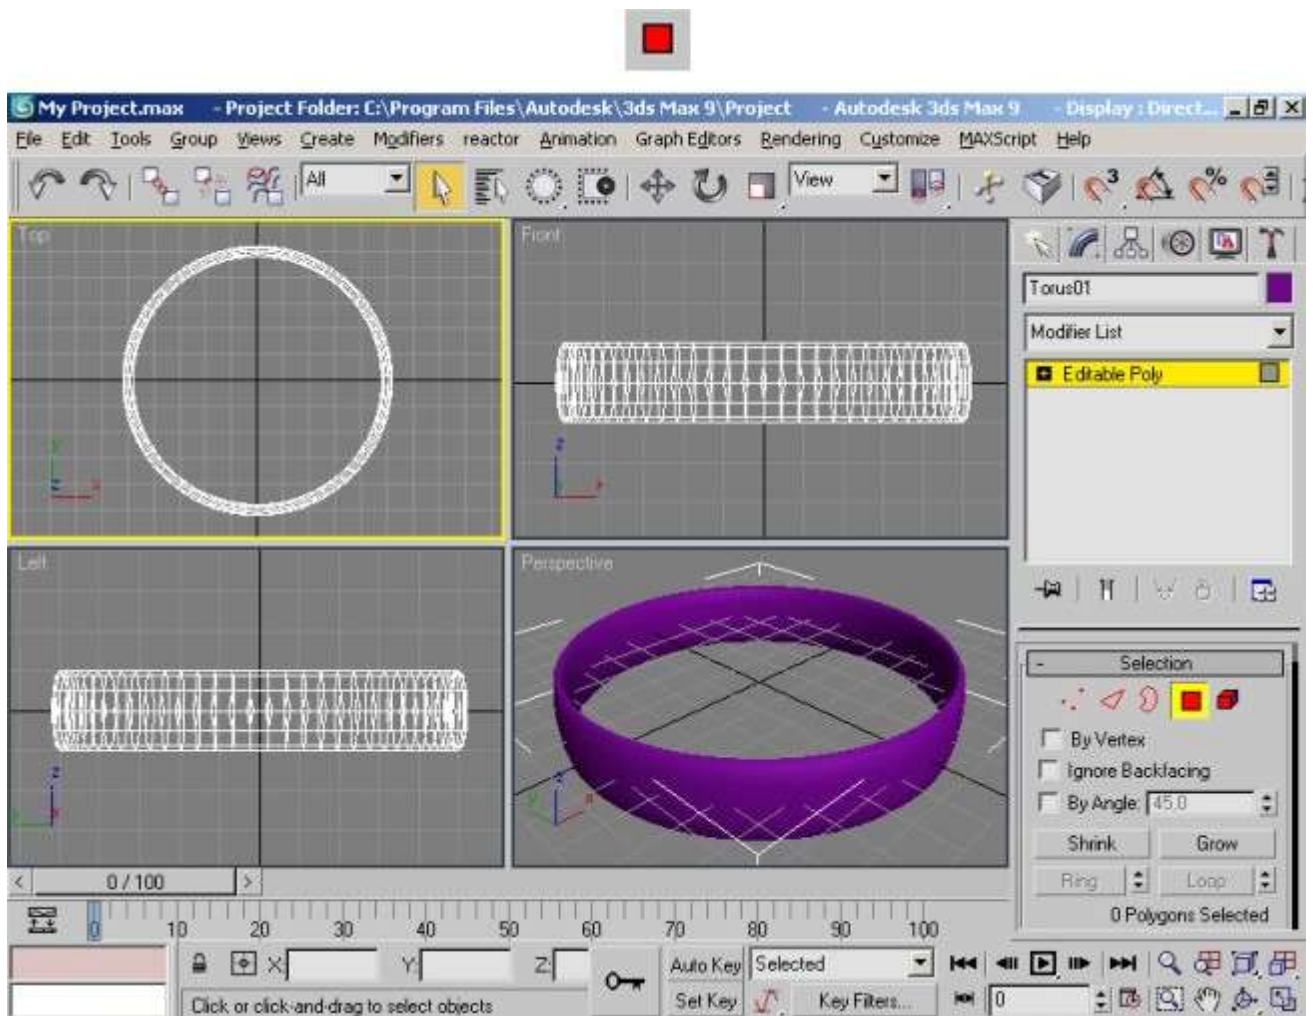 My Project.max - Project Folder: C:\Program Files\Autodesk\3ds Max 9\Project - Autodesk 3ds Max 9 - Display : Direct...
File Edit Tools Group Views Create Modifiers reactor Animation Graph Editors Rendering Customize MAXScript Help
All View 3 %
Top Front
Torus01
Modifier List
Editable Poly
y
z
x
z
x
Left Perspective
Selection
By Vertex
Ignore Backfacing
By Angle: 45.0
Shrink Grow
Ring Loop
0 Polygons Selected
z
y
z
x
0 / 100
0 10 20 30 40 50 60 70 80 90 100
X: Y: Z: Auto Key Selected
Click or click-and-drag to select objects Set Key Key Filters... 0